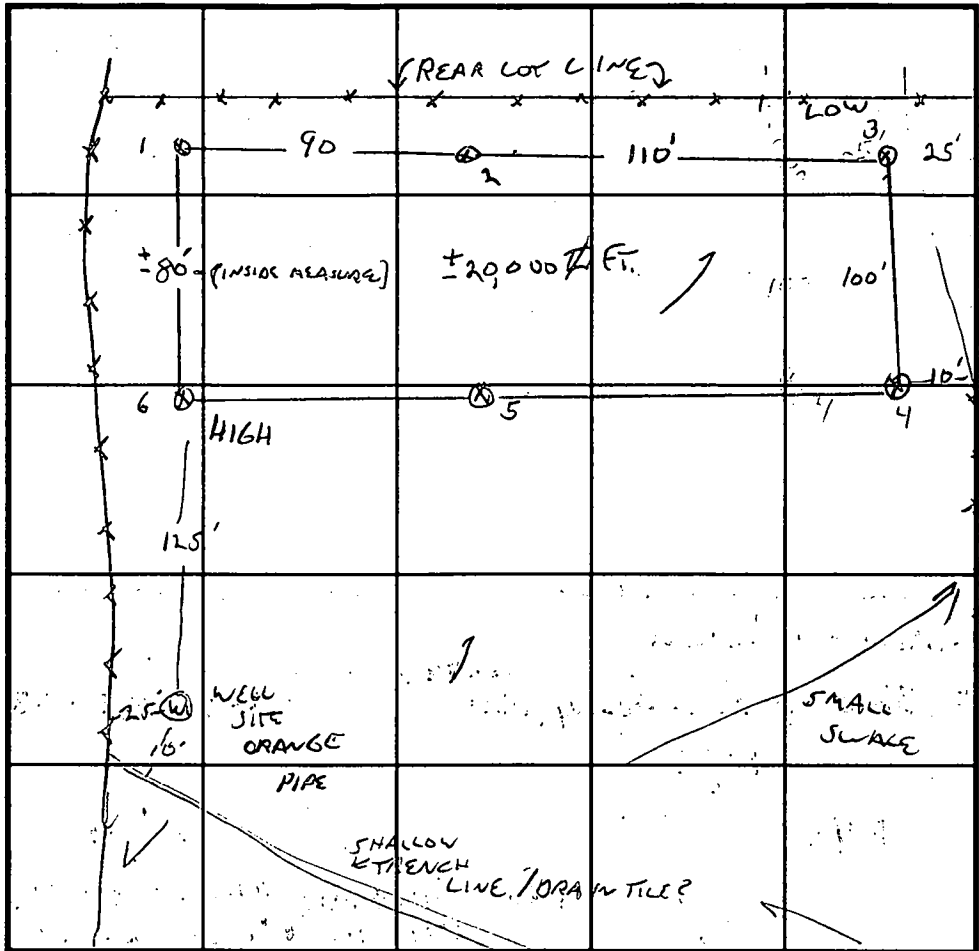 REAR LOT LINE
LOW
1 90 2 110' 3 25'
±80' (INSIDE MEASURE)
±20,000 ⌷ FT.
100'
10'
6 5 4
HIGH
125'
25' W 
WELL
SITE
ORANGE
PIPE
10'
SMALL
SWALE
SHALLOW
TRENCH
LINE / DRAIN TILE?